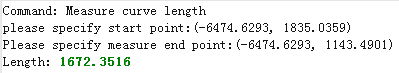 Command: Measure curve length
please specify start point:(-6474.6293, 1835.0359)
Please specify measure end point:(-6474.6293, 1143.4901)
Length: 1672.3516